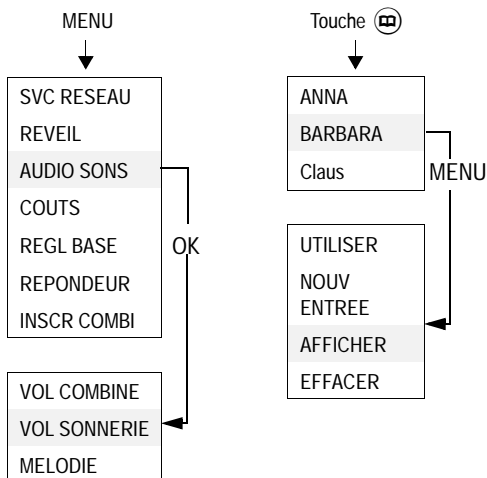 MENU
SVC RESEAU
REVEIL
AUDIO SONS
COUTS
REGL BASE
REPONDEUR
INSCR COMBI
OK
VOL COMBINE
VOL SONNERIE
MELODIE
Touche
ANNA
BARBARA
Claus
MENU
UTILISER
NOUV
ENTREE
AFFICHER
EFFACER